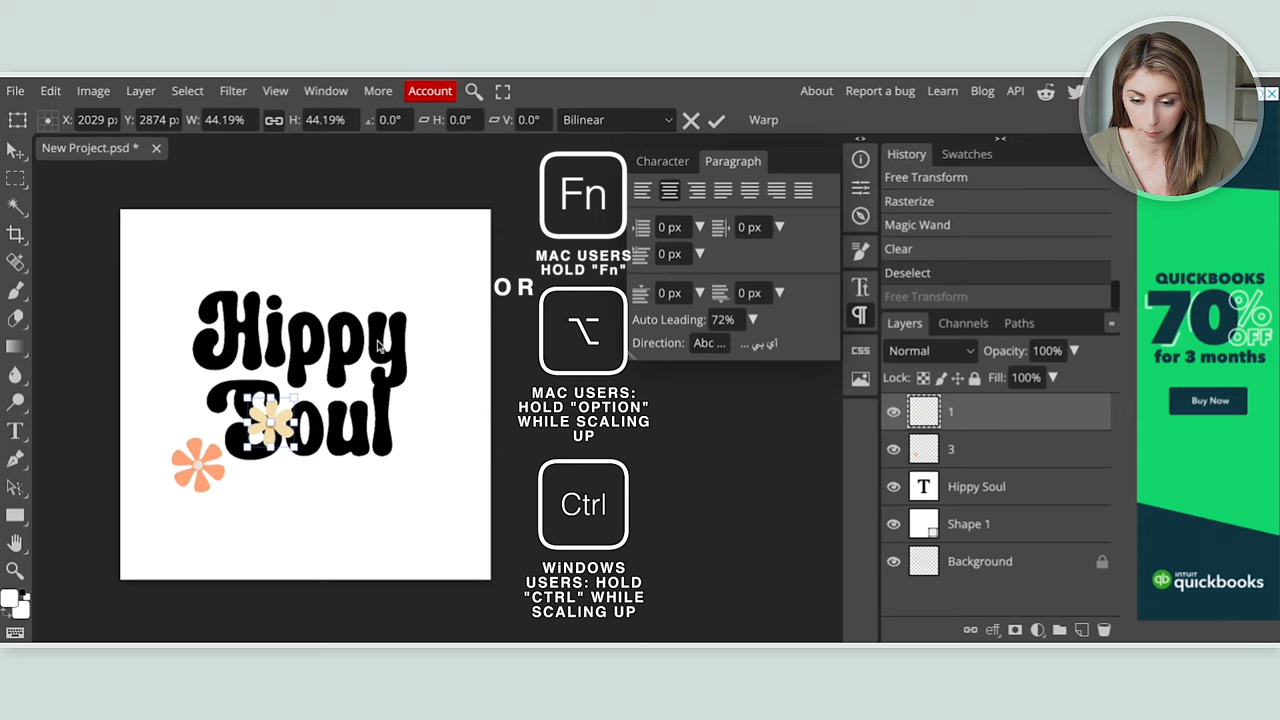 File Edit Image Layer Select Filter View Window More Account
About Report a bug Learn Blog API
X: 2029 p Y: 2874 p W: 44.19% H: 44.19% 0.0° H: 0.0° V: 0.0° Bilinear Warp
New Project.psd *
Hippy
Soul
Fn
MAC USERS
HOLD "Fn"
OR
MAC USERS:
HOLD "OPTION"
WHILE SCALING
UP
Ctrl
WINDOWS
USERS: HOLD
"CTRL" WHILE
SCALING UP
Character Paragraph
0 px 0 px
0 px
0 px 0 px
Auto Leading: 72%
Direction: Abc ... ... أي بي
CSS
History Swatches
Free Transform
Rasterize
Magic Wand
Clear
Deselect
Free Transform
Layers Channels Paths
Normal Opacity: 100%
Lock: Fill: 100%
1
3
T Hippy Soul
Shape 1
Background
eff
QUICKBOOKS
70% OFF
for 3 months
Buy Now
qb INTUIT
quickbooks